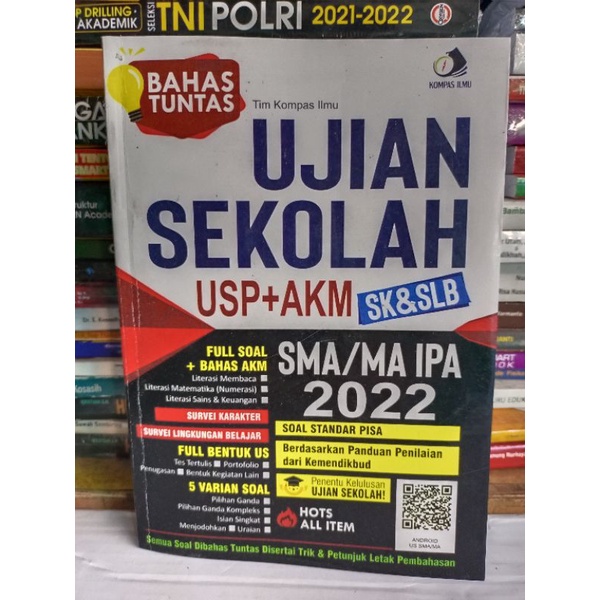 P DRILLING
AKADEMIK
SELEKSI
TNI POLRI 2021-2022
BAHAS
TUNTAS
KOMPAS ILMU
Tim Kompas Ilmu
UJIAN
SEKOLAH
USP+AKM
SK&SLB
FULL SOAL
+ BAHAS AKM
Literasi Membaca
Literasi Matematika (Numerasi)
Literasi Sains & Keuangan
SURVEI KARAKTER
SURVEI LINGKUNGAN BELAJAR
FULL BENTUK US
Tes Tertulis Portofolio
Penugasan Bentuk Kegiatan Lain
5 VARIAN SOAL
Pilihan Ganda
Pilihan Ganda Kompleks
Isian Singkat
Menjodohkan Uraian
SMA/MA IPA
2022
SOAL STANDAR PISA
Berdasarkan Panduan Penilaian
dari Kemendikbud
Penentu Kelulusan
UJIAN SEKOLAH!
HOTS
ALL ITEM
ANDROID
US SMA/MA
Semua Soal Dibahas Tuntas Disertai Trik & Petunjuk Letak Pembahasan